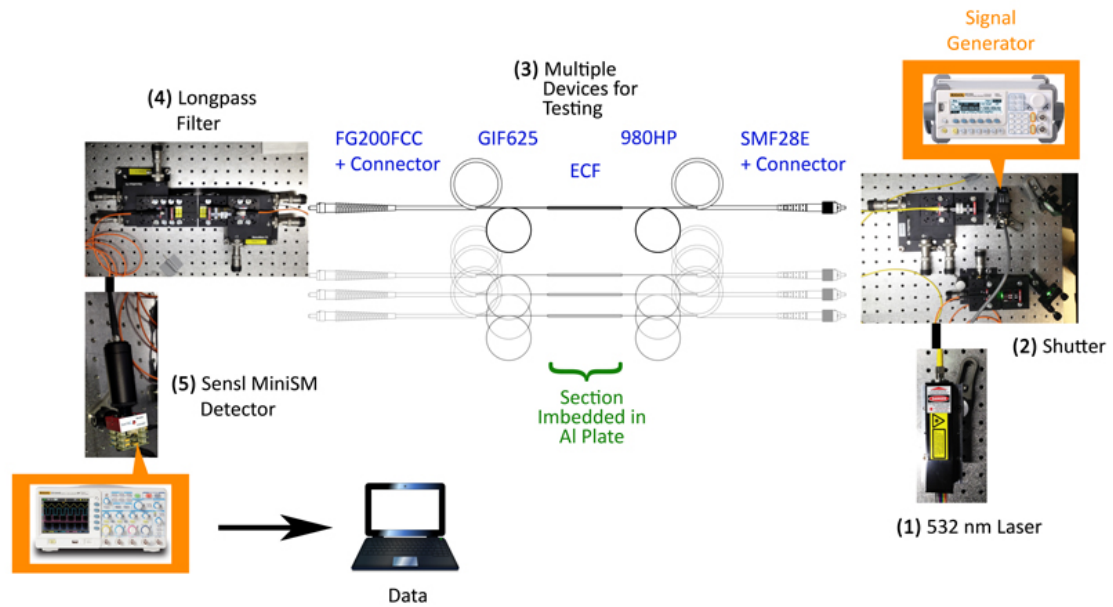 Signal
Generator
(3) Multiple
Devices for
Testing
(4) Longpass
Filter
FG200FCC
+ Connector
GIF625
ECF
980HP
SMF28E
+ Connector
(2) Shutter
(5) Sensl MiniSM
Detector
Section
Imbedded in
Al Plate
(1) 532 nm Laser
Data